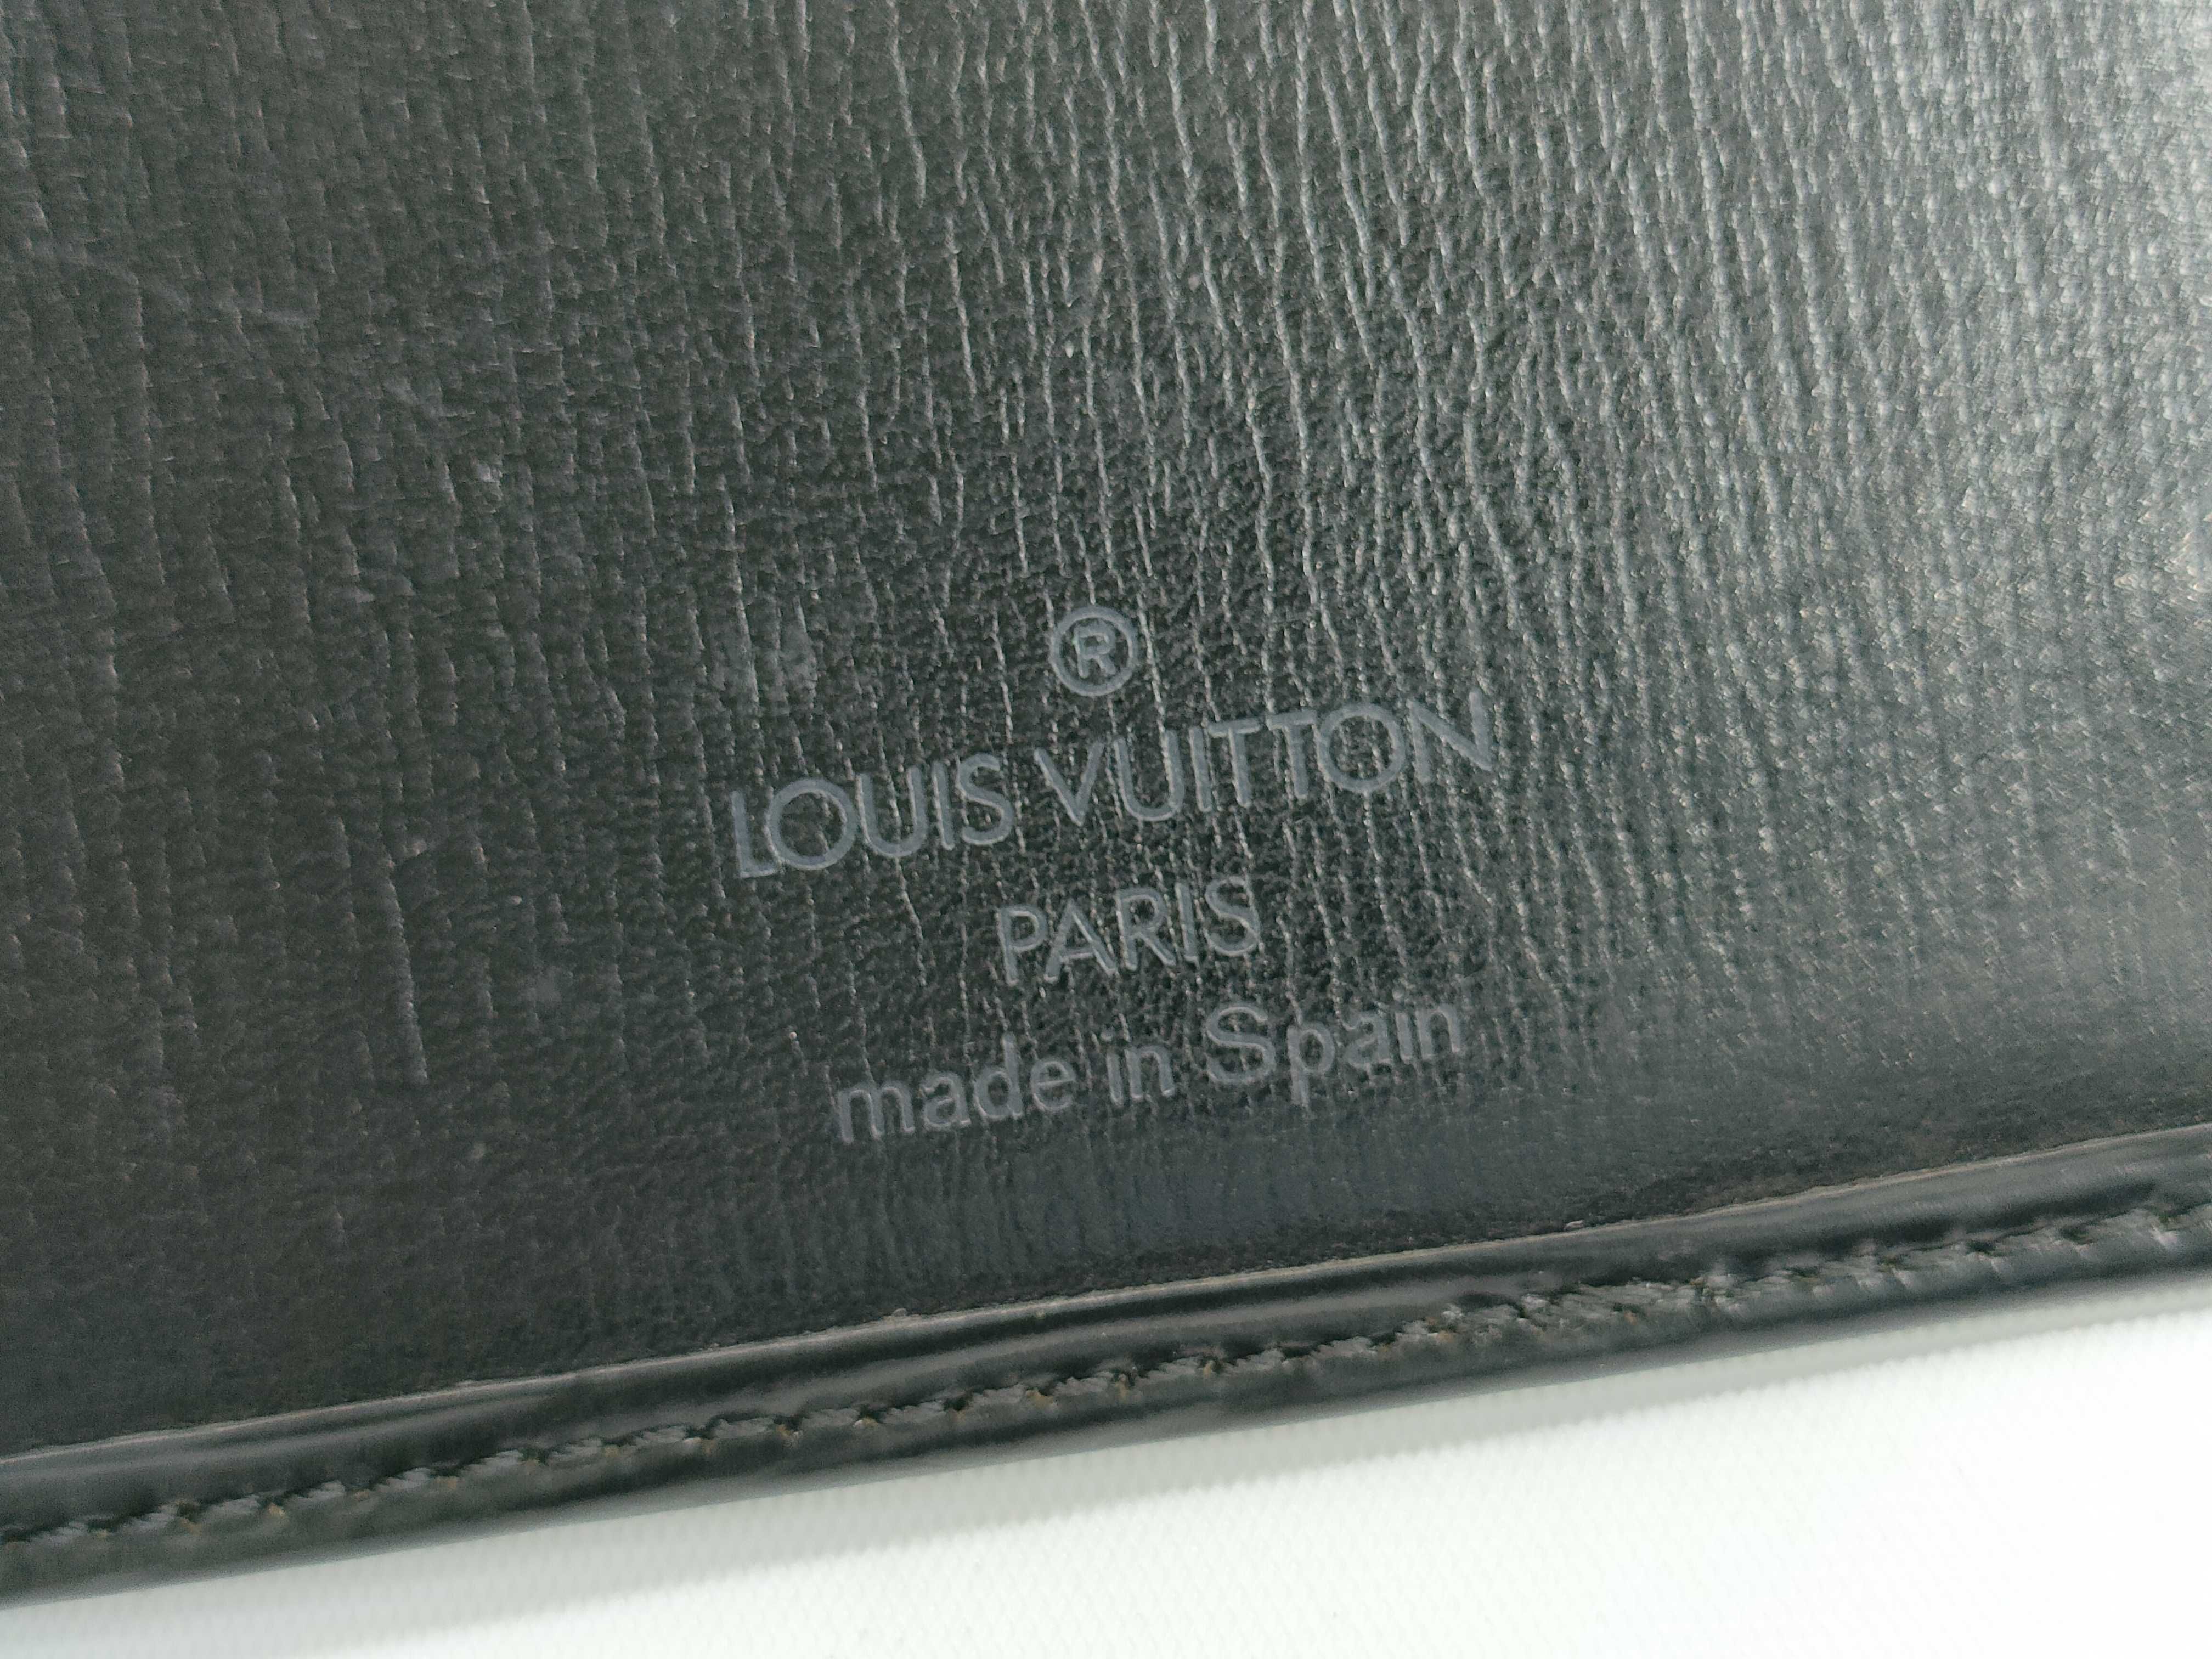 ®
LOUIS VUITTON
PARIS
made in Spain